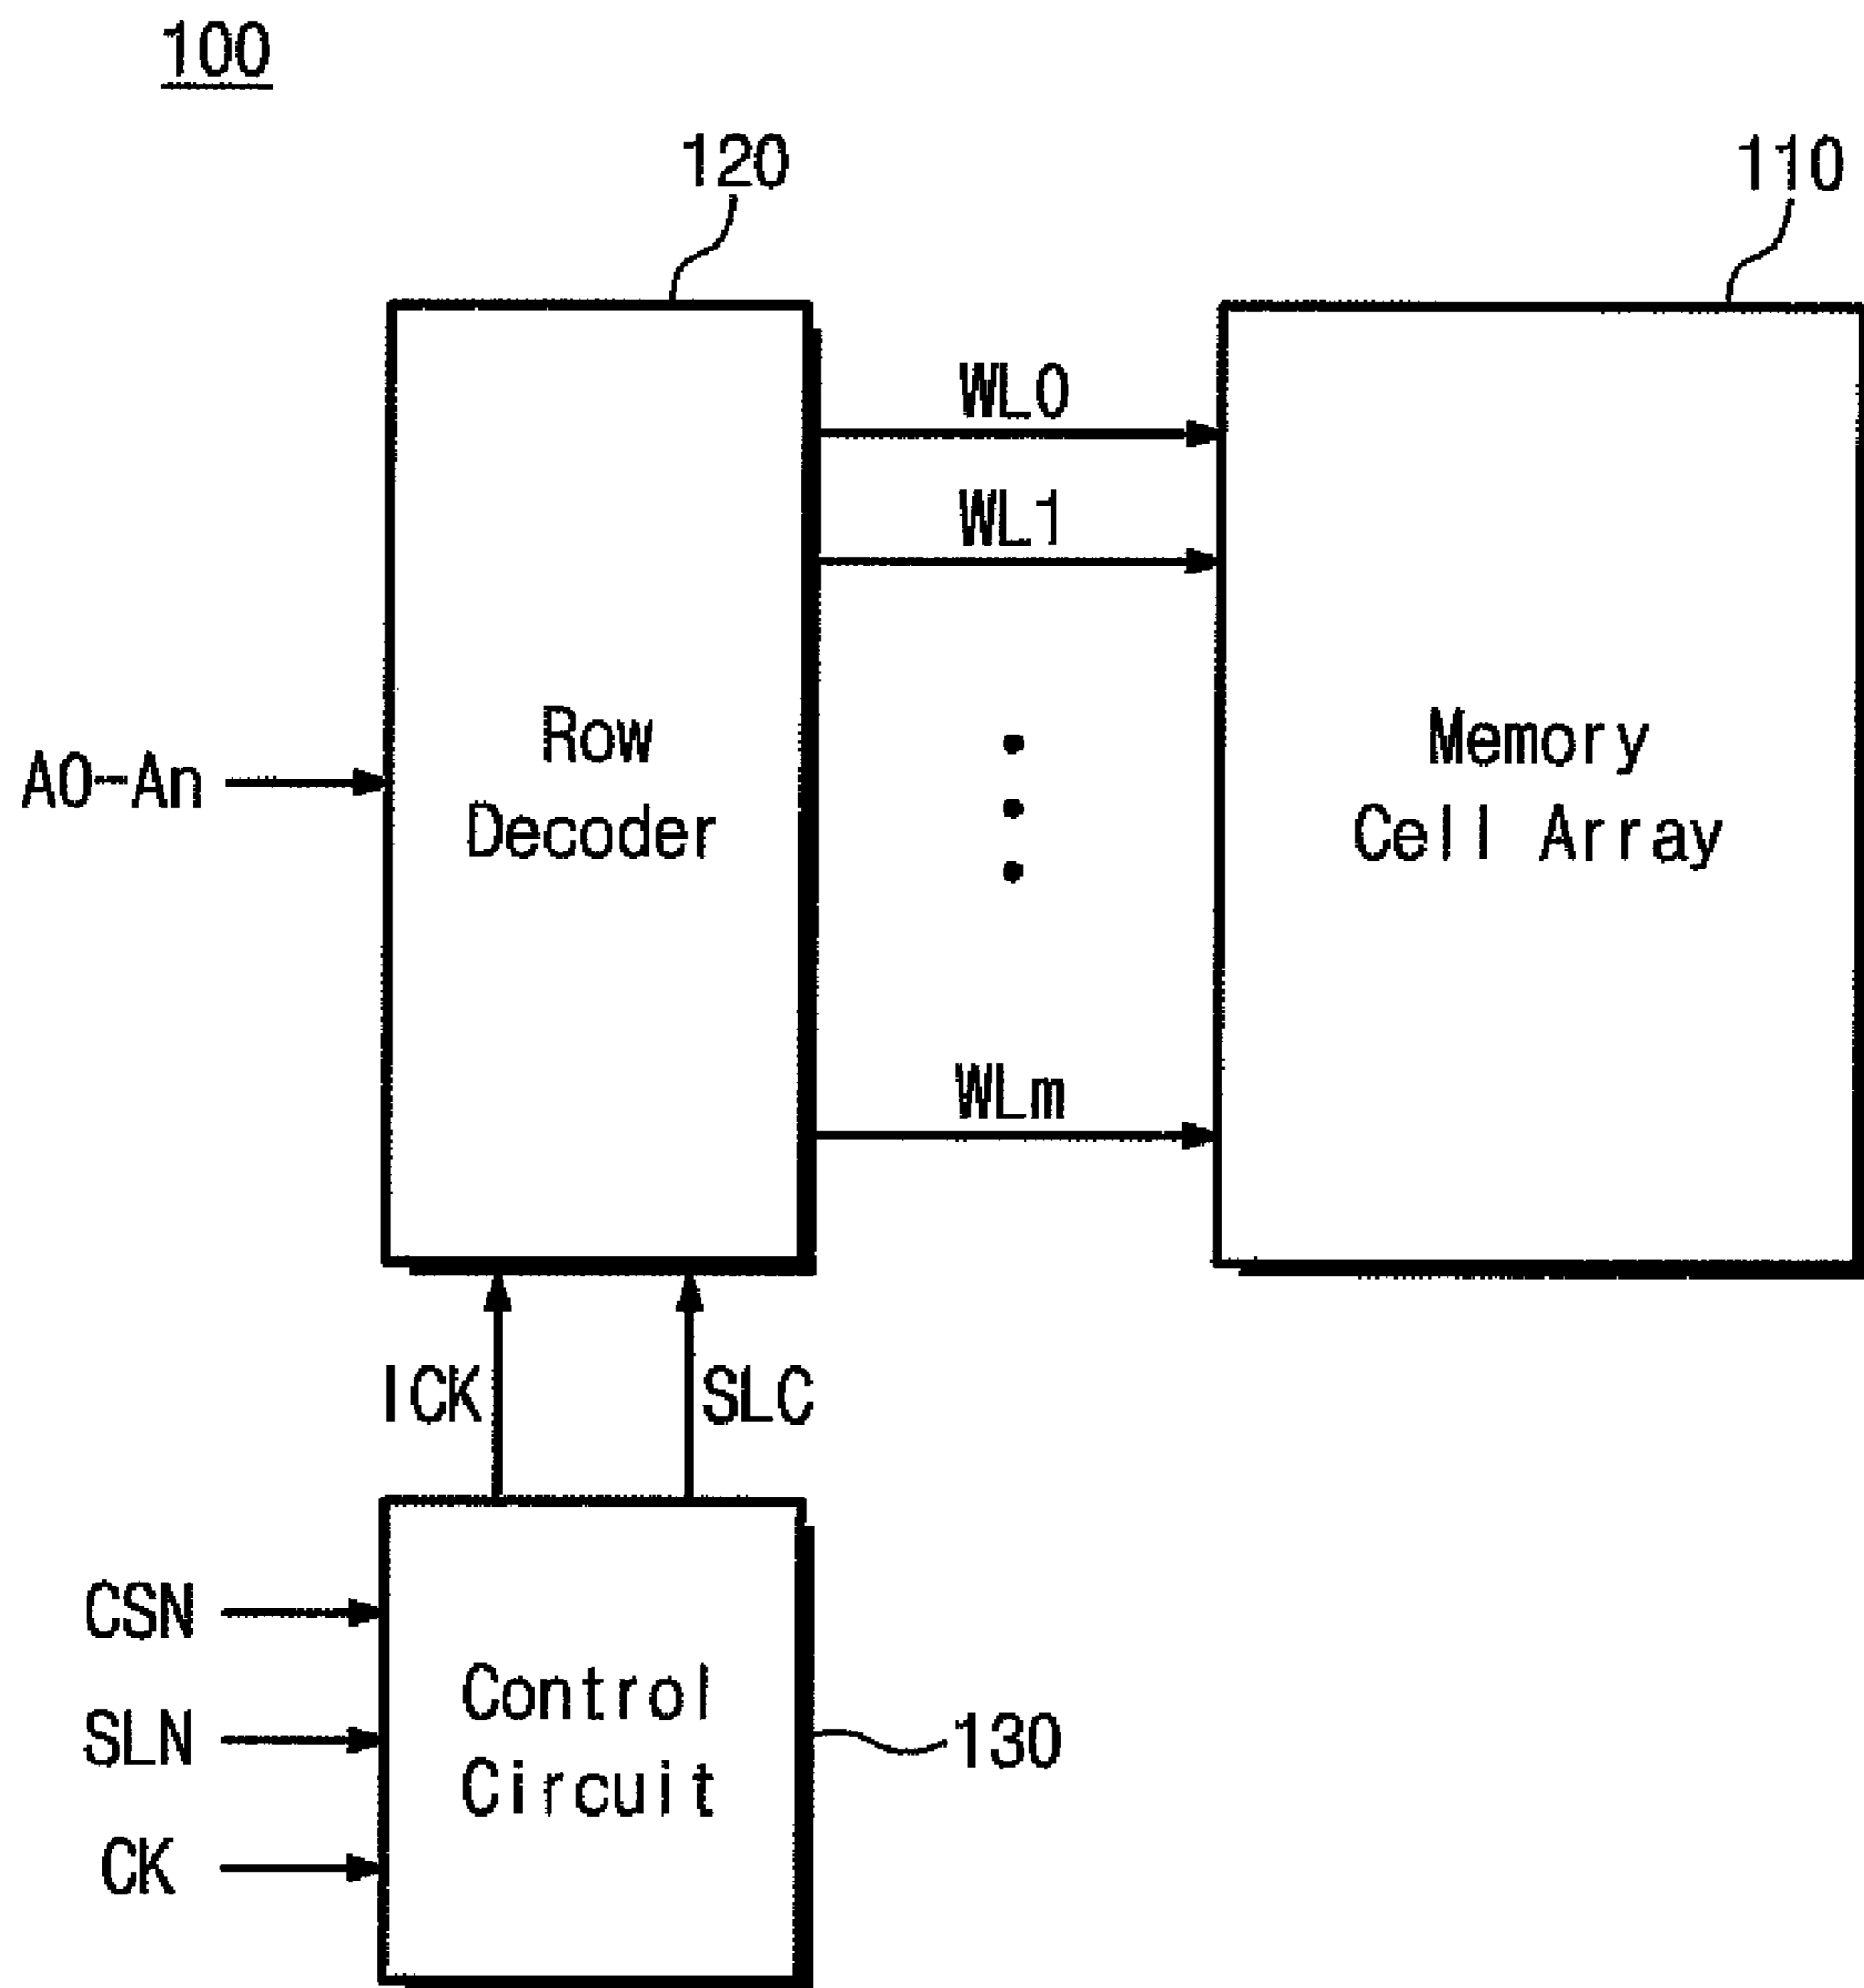 100
120
110
WL0
WL1
Row
Decoder
Memory
Cell Array
A0-An
WLm
ICK
SLC
CSN
SLN
CK
Control
Circuit
130